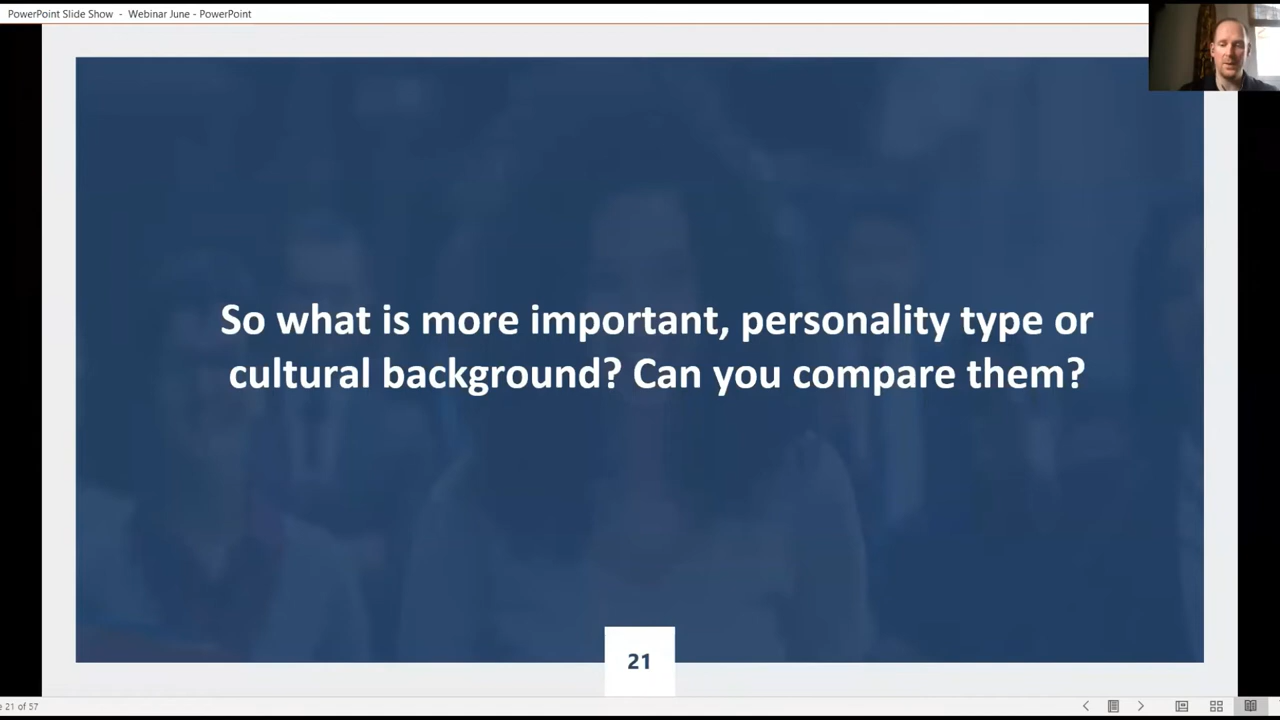 PowerPoint Slide Show - Webinar June - PowerPoint
So what is more important, personality type or
cultural background? Can you compare them?
21
21 of 57